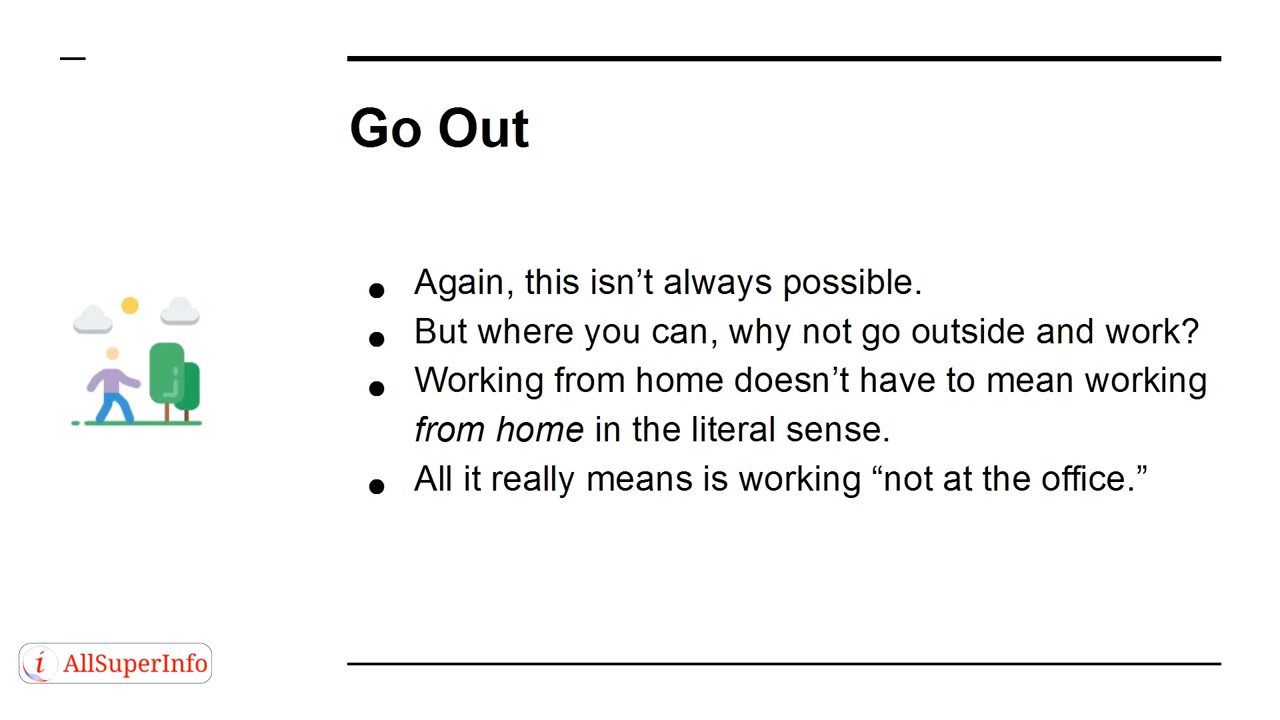 Go Out
● Again, this isn’t always possible.
● But where you can, why not go outside and work?
● Working from home doesn’t have to mean working
from home in the literal sense.
● All it really means is working “not at the office.”
i AllSuperInfo